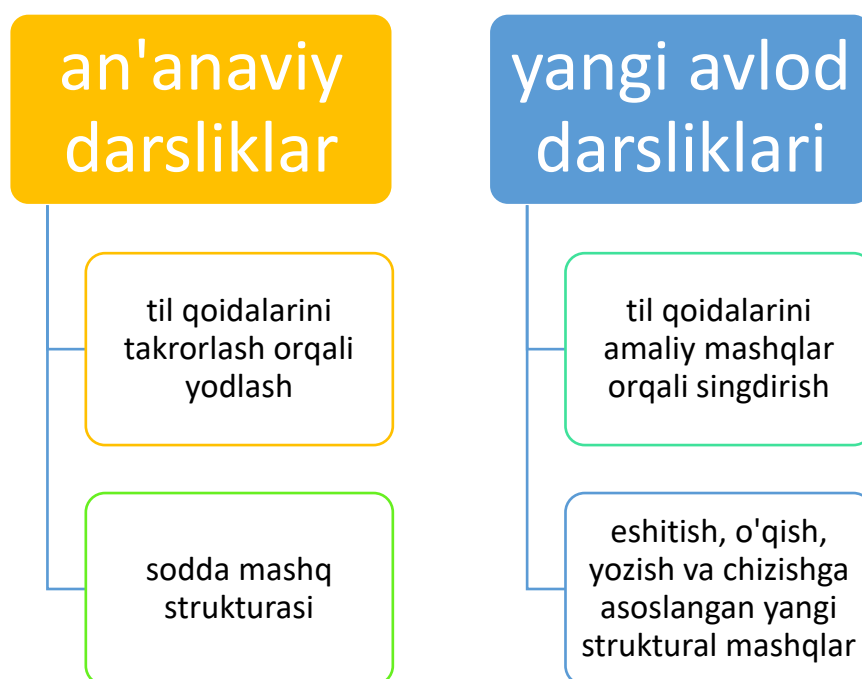 an'anaviy
darsliklar
til qoidalarini
takrorlash orqali
yodlash
sodda mashq
strukturasi
yangi avlod
darsliklari
til qoidalarini
amaliy mashqlar
orqali singdirish
eshitish, o'qish,
yozish va chizishga
asoslangan yangi
struktural mashqlar